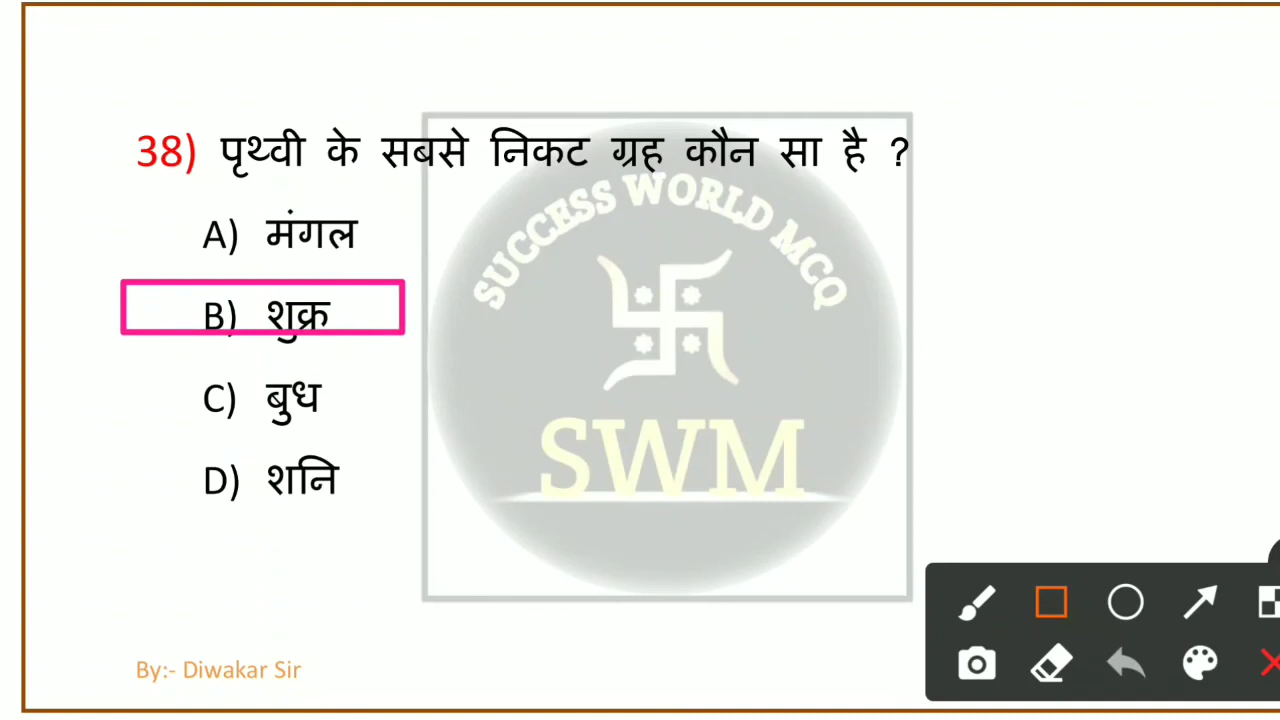 38) पृथ्वी के सबसे निकट ग्रह कौन सा है ?
A) मंगल
B) शुक्र
C) बुध
D) शनि
SUCCESS WORLD MCQ
SWM
By:- Diwakar Sir